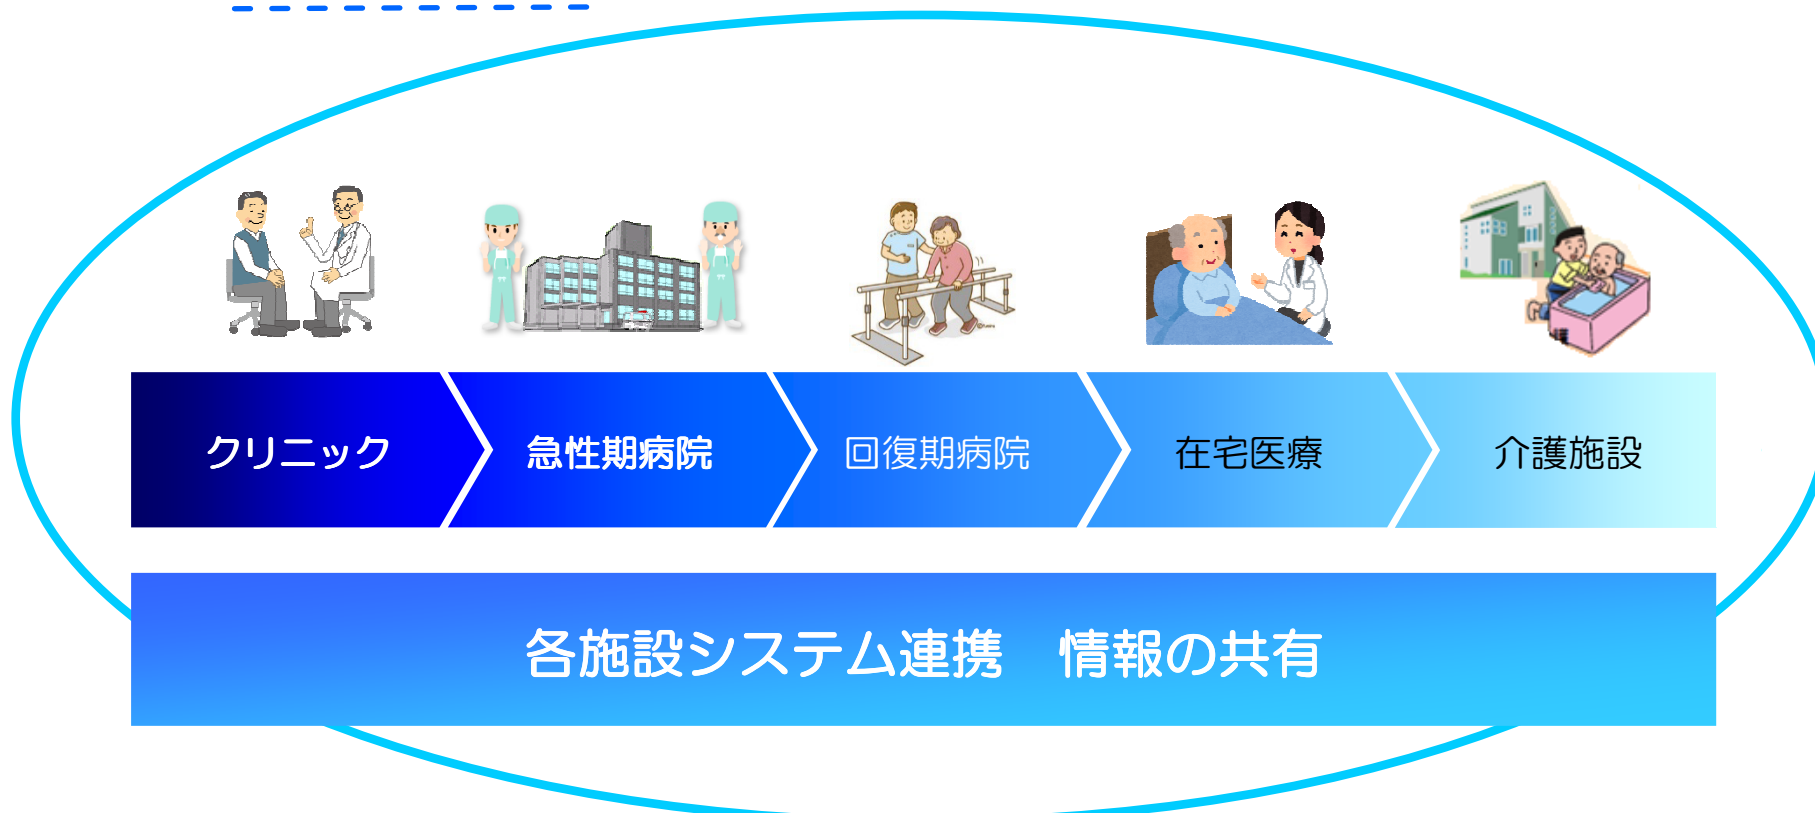 クリニック
急性期病院
回復期病院
在宅医療
介護施設
各施設システム連携　情報の共有